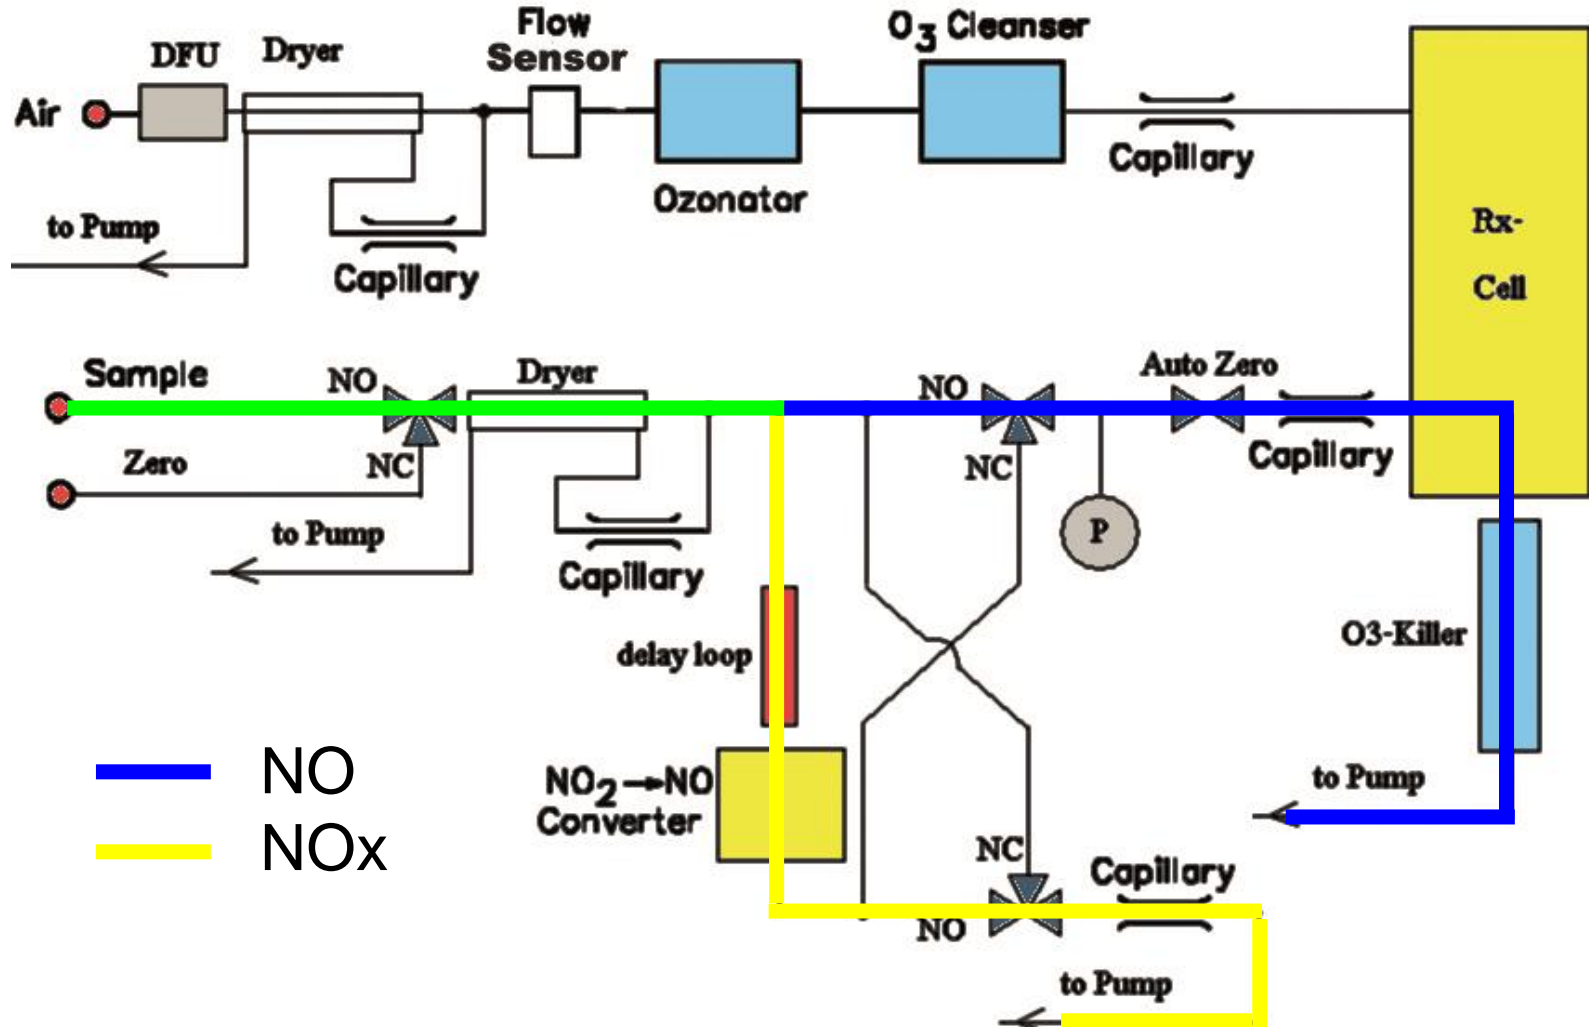 Flow
Sensor
O3 Cleanser
DFU
Dryer
Air
Ozonator
Capillary
to Pump
Capillary
Rx-
Cell
Sample
NO
Dryer
NO
Auto Zero
Zero
NC
NC
Capillary
to Pump
P
Capillary
delay loop
O3-Killer
NO
NOx
NO2→NO
Converter
to Pump
NC
Capillary
NO
to Pump